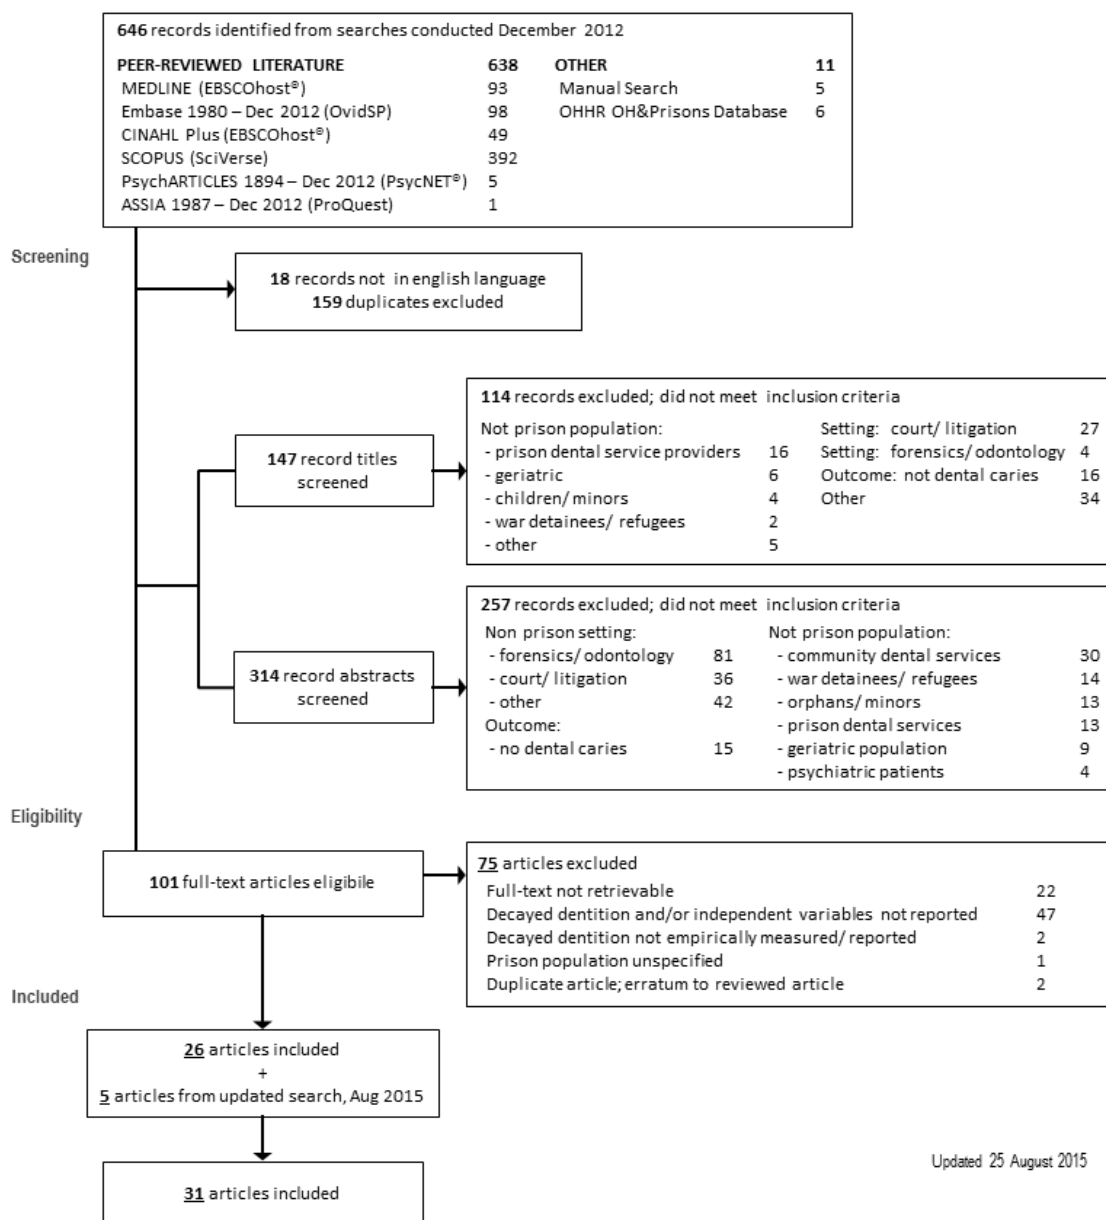 646 records identified from searches conducted December 2012
PEER-REVIEWED LITERATURE 638 OTHER 11
MEDLINE (EBSCOhost®) 93 Manual Search 5
Embase 1980 – Dec 2012 (OvidSP) 98 OHHR OH&Prisons Database 6
CINAHL Plus (EBSCOhost®) 49
SCOPUS (SciVerse) 392
PsychARTICLES 1894 – Dec 2012 (PsycNET®) 5
ASSIA 1987 – Dec 2012 (ProQuest) 1
Screening
18 records not in english language
159 duplicates excluded
147 record titles
screened
114 records excluded; did not meet inclusion criteria
Not prison population: Setting: court/ litigation 27
- prison dental service providers 16 Setting: forensics/ odontology 4
- geriatric 6 Outcome: not dental caries 16
- children/ minors 4 Other 34
- war detainees/ refugees 2
- other 5
314 record abstracts
screened
257 records excluded; did not meet inclusion criteria
Non prison setting: Not prison population:
- forensics/ odontology 81 - community dental services 30
- court/ litigation 36 - war detainees/ refugees 14
- other 42 - orphans/ minors 13
Outcome: - prison dental services 13
- no dental caries 15 - geriatric population 9
- psychiatric patients 4
Eligibility
101 full-text articles eligibile
75 articles excluded
Full-text not retrievable 22
Decayed dentition and/or independent variables not reported 47
Decayed dentition not empirically measured/ reported 2
Prison population unspecified 1
Duplicate article; erratum to reviewed article 2
Included
26 articles included
+
5 articles from updated search, Aug 2015
31 articles included
Updated 25 August 2015